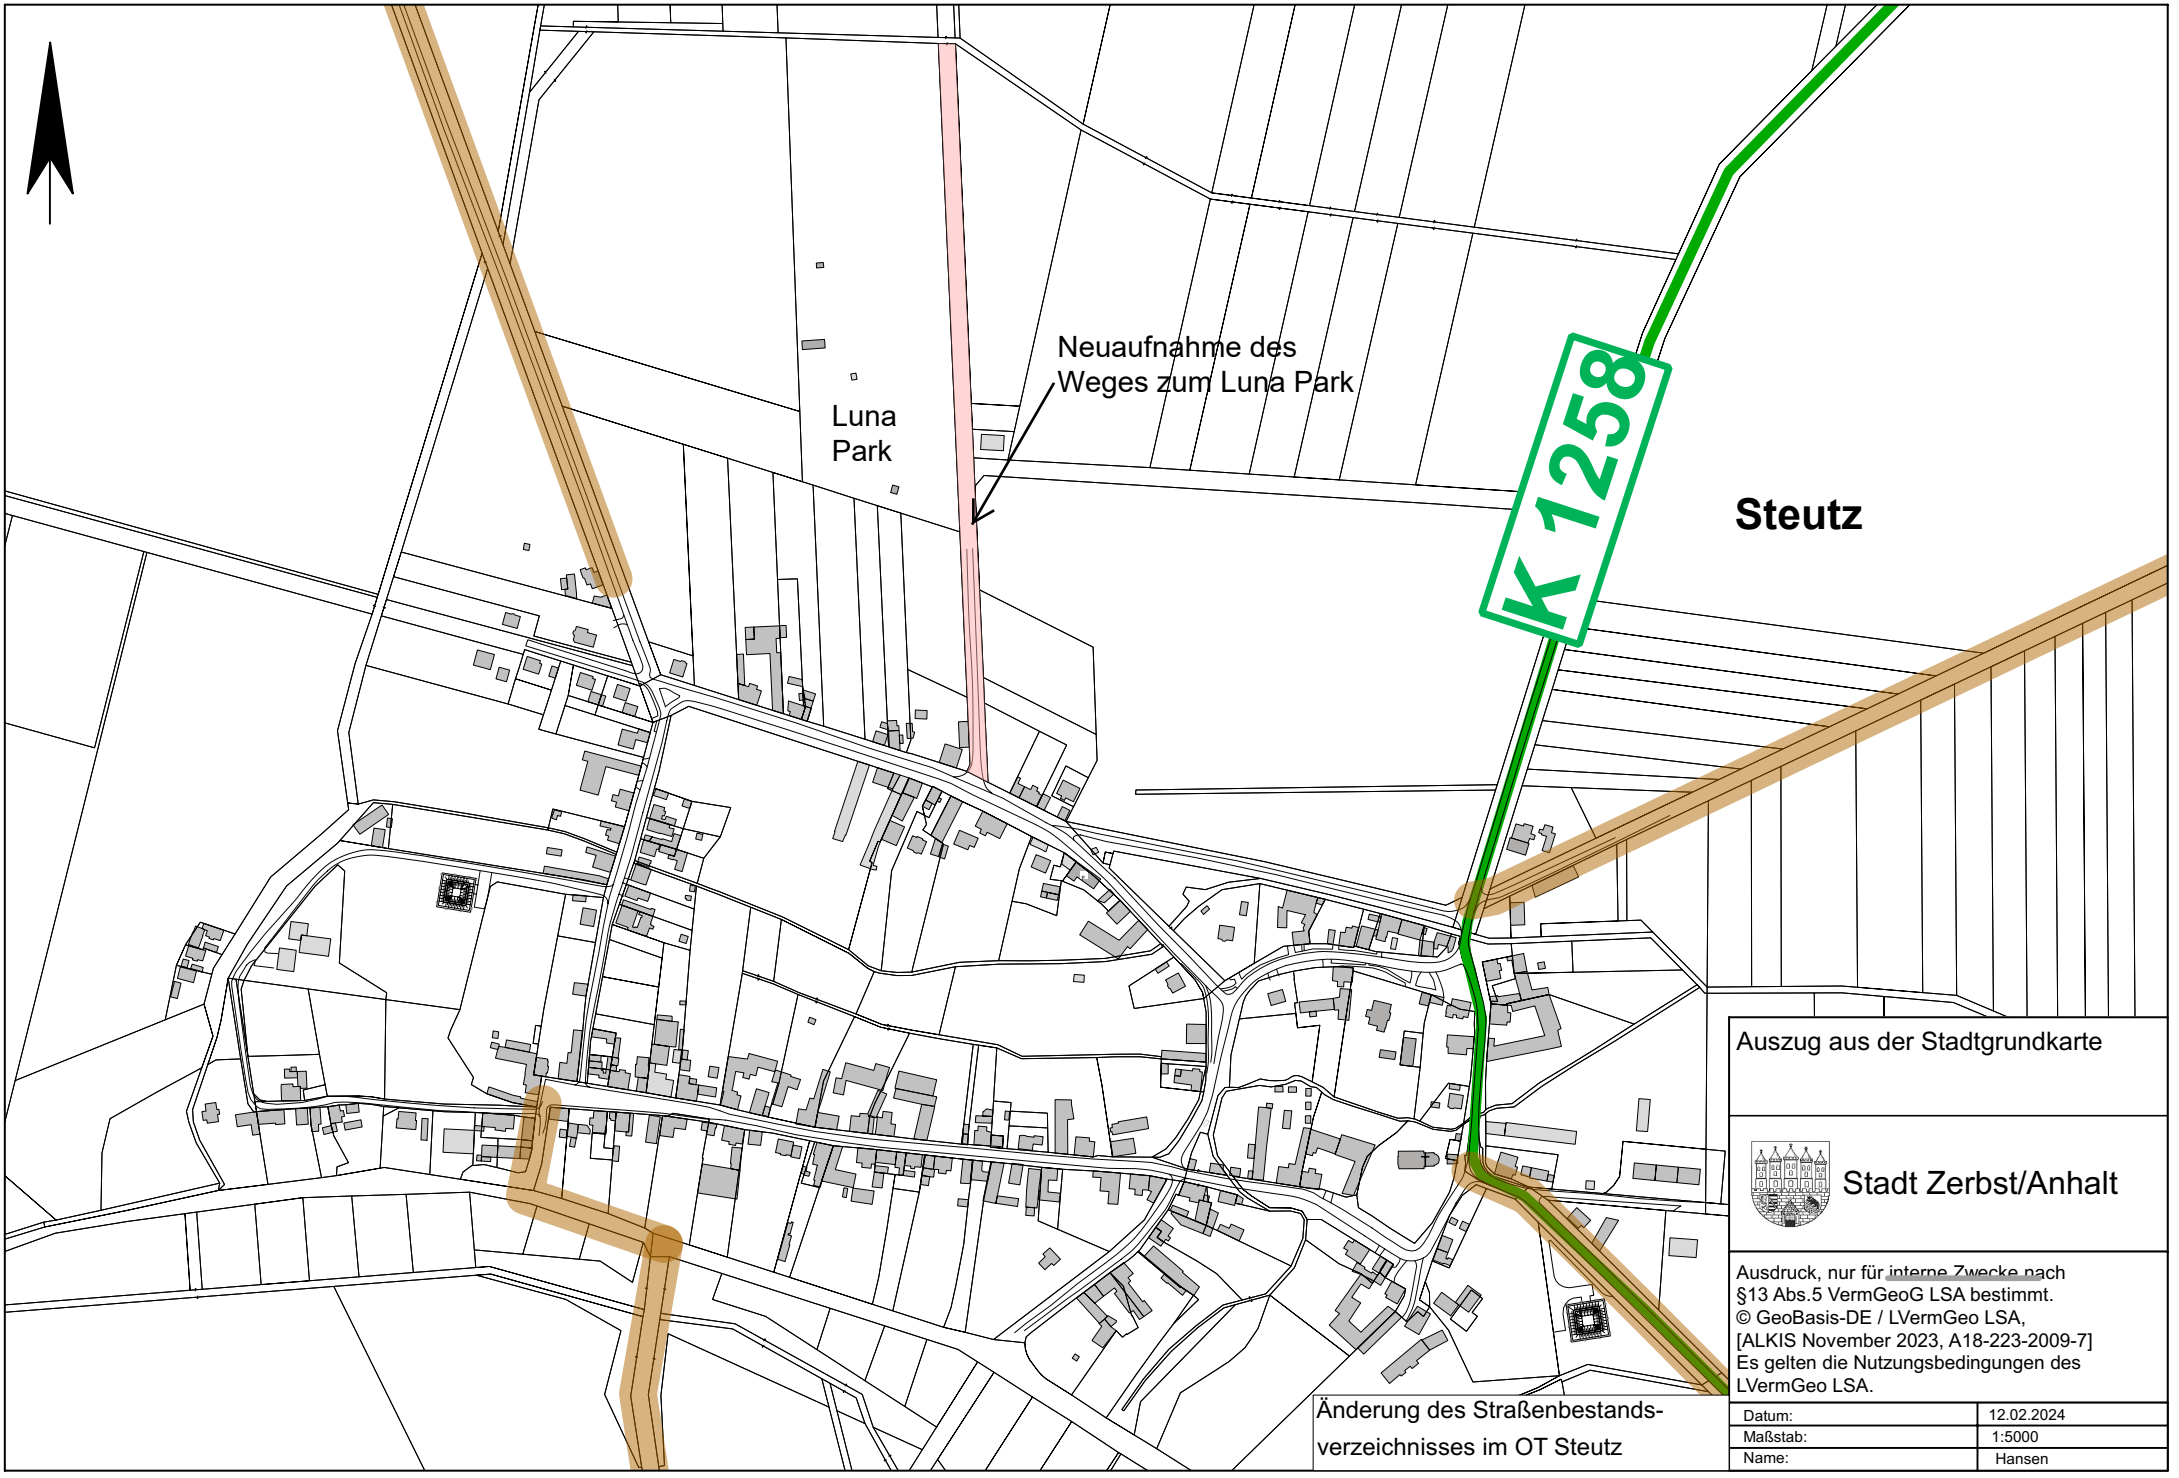 Neuaufnahme des
Weges zum Luna Park
Luna
Park
K 1258
Steutz
Auszug aus der Stadtgrundkarte
Stadt Zerbst/Anhalt
Ausdruck, nur für interne Zwecke nach
§13 Abs.5 VermGeoG LSA bestimmt.
© GeoBasis-DE / LVermGeo LSA,
[ALKIS November 2023, A18-223-2009-7]
Es gelten die Nutzungsbedingungen des
LVermGeo LSA.
Änderung des Straßenbestands-
verzeichnisses im OT Steutz
Datum: 12.02.2024
Maßstab: 1:5000
Name: Hansen